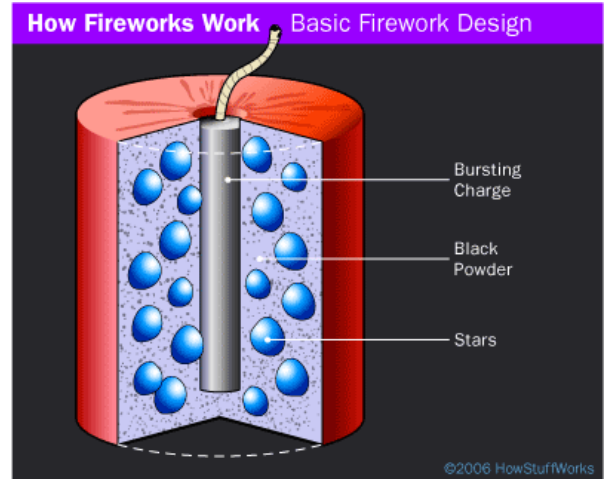 How Fireworks Work Basic Firework Design
Bursting
Charge
Black
Powder
Stars
©2006 HowStuffWorks